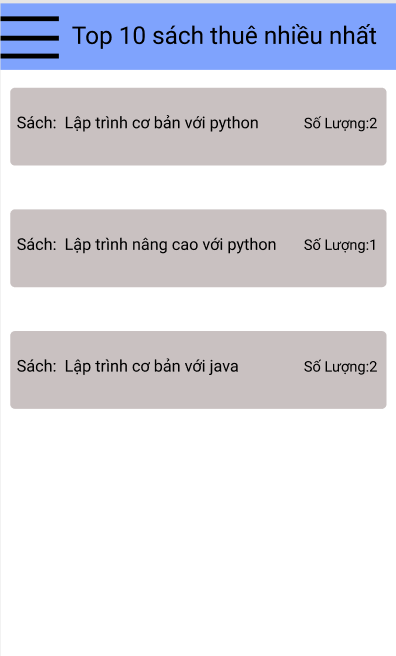 Top 10 sách thuê nhiều nhất
Sách: Lập trình cơ bản với python Số Lượng:2
Sách: Lập trình nâng cao với python Số Lượng:1
Sách: Lập trình cơ bản với java Số Lượng:2